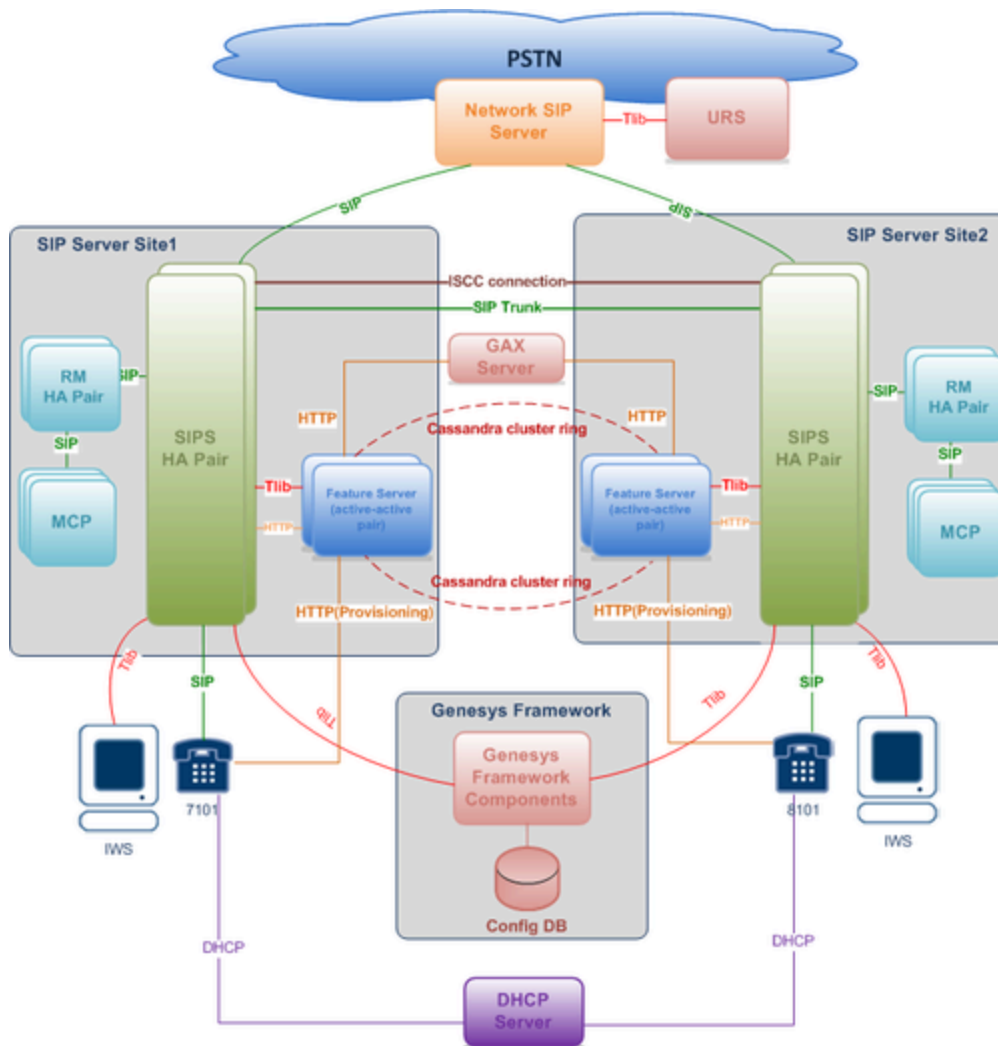 PSTN
Network SIP
Server
Tlib
URS
SIP
SIP
SIP Server Site1
SIP Server Site2
ISCC connection
SIP Trunk
GAX
Server
RM
HA Pair
SIP
SIP
MCP
SIPS
HA Pair
HTTP
HTTP
Cassandra cluster ring
Tlib
HTTP
Feature Server
(active-active
pair)
Feature Server
(active-active
pair)
Tlib
HTTP
SIPS
HA Pair
SIP
RM
HA Pair
SIP
MCP
Cassandra cluster ring
HTTP(Provisioning)
HTTP(Provisioning)
Tlib
SIP
Tlib
Tlib
SIP
Tlib
Genesys Framework
Genesys
Framework
Components
Config DB
IWS
7101
8101
IWS
DHCP
DHCP
DHCP
Server